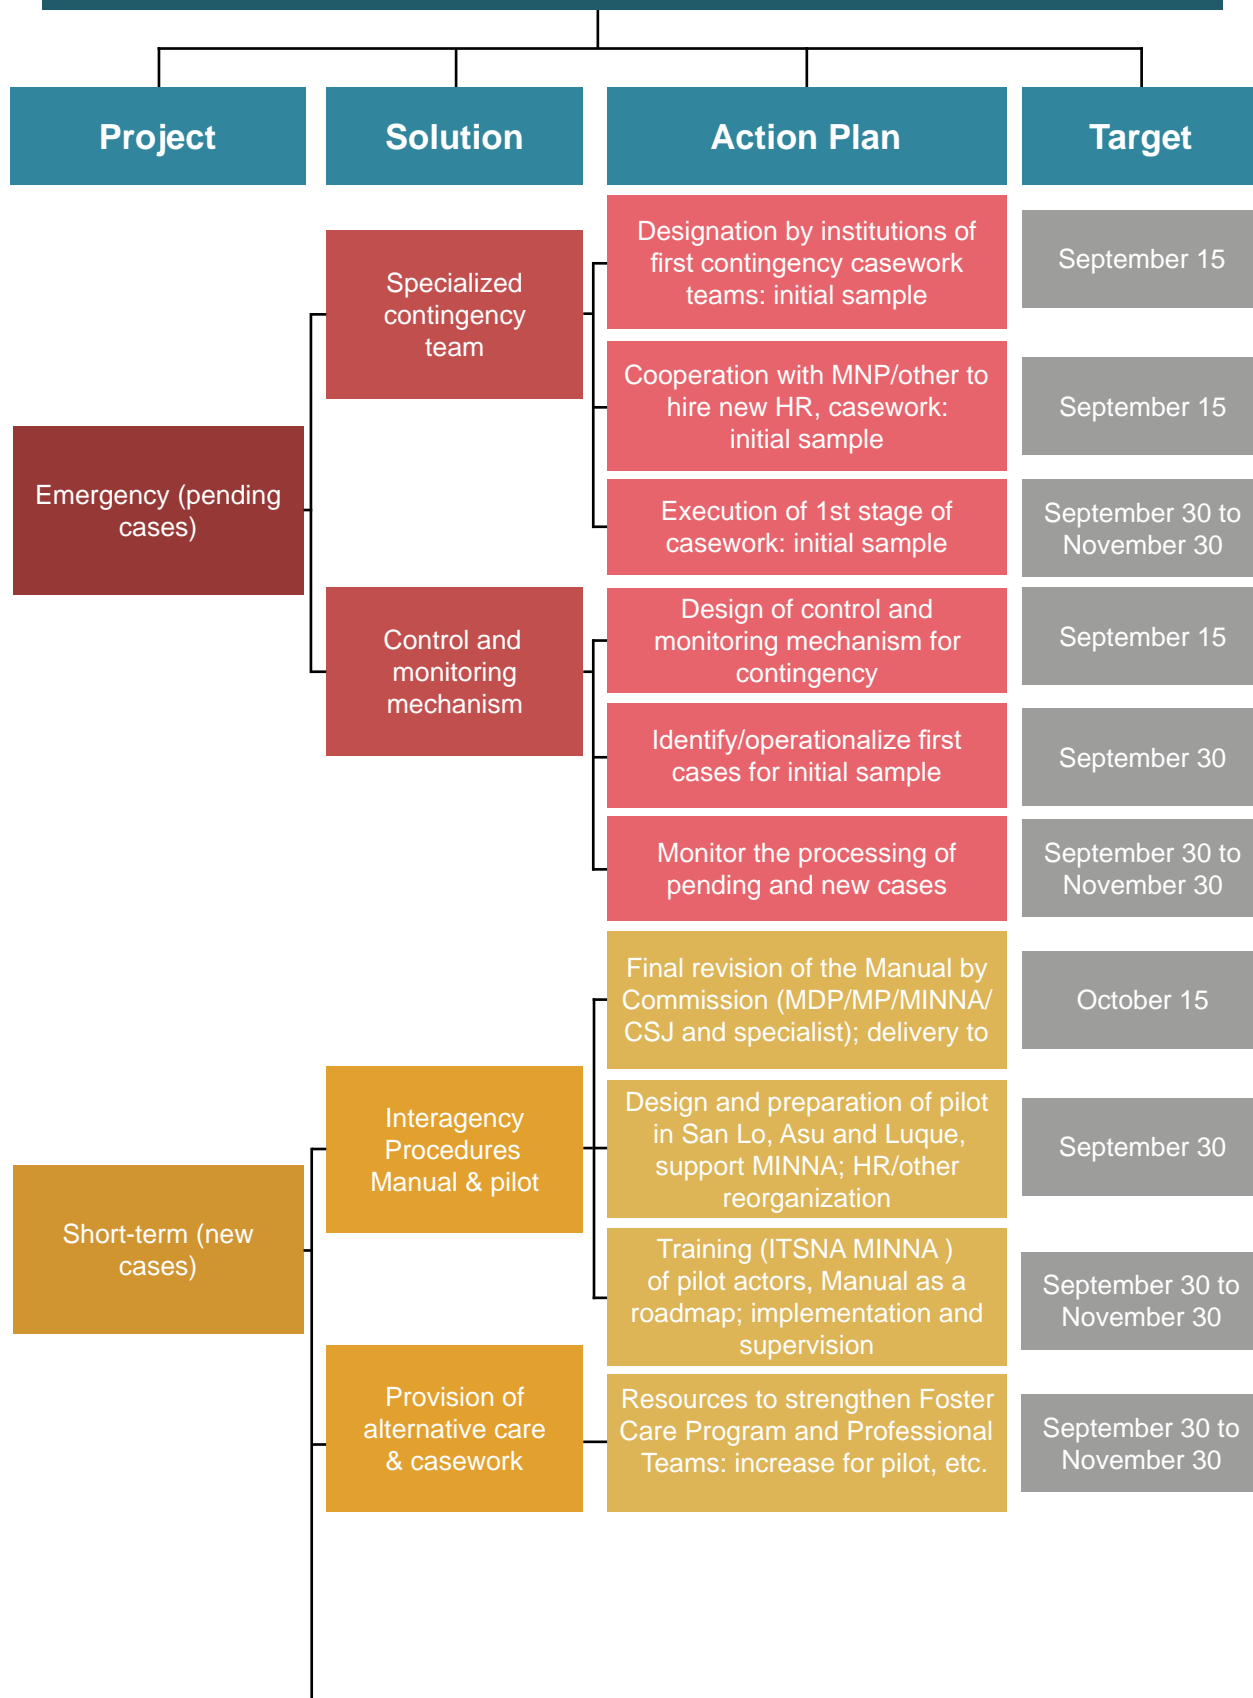 Project
Solution
Action Plan
Target
Emergency (pending
cases)
Specialized
contingency
team
Designation by institutions of
first contingency casework
teams: initial sample
September 15
Cooperation with MNP/other to
hire new HR, casework:
initial sample
September 15
Execution of 1st stage of
casework: initial sample
September 30 to
November 30
Control and
monitoring
mechanism
Design of control and
monitoring mechanism for
contingency
September 15
Identify/operationalize first
cases for initial sample
September 30
Monitor the processing of
pending and new cases
September 30 to
November 30
Short-term (new
cases)
Interagency
Procedures
Manual & pilot
Final revision of the Manual by
Commission (MDP/MP/MINNA/
CSJ and specialist); delivery to
October 15
Design and preparation of pilot
in San Lo, Asu and Luque,
support MINNA; HR/other
reorganization
September 30
Training (ITSNA MINNA )
of pilot actors, Manual as a
roadmap; implementation and
supervision
September 30 to
November 30
Provision of
alternative care
& casework
Resources to strengthen Foster
Care Program and Professional
Teams: increase for pilot, etc.
September 30 to
November 30